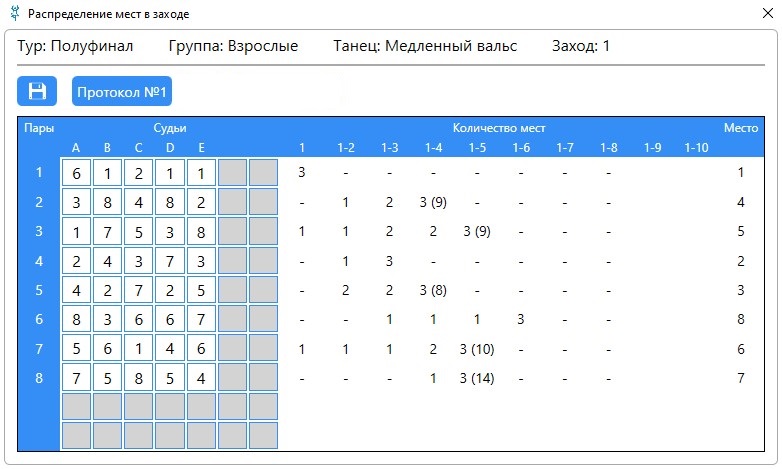 Распределение мест в заходе
Тур: Полуфинал Группа: Взрослые Танец: Медленный вальс Заход: 1
Протокол №1
Пары Судьи Количество мест Место
A B C D E 1 1-2 1-3 1-4 1-5 1-6 1-7 1-8 1-9 1-10
1 6 1 2 1 1 3 - - - - - - - 1
2 3 8 4 8 2 - 1 2 3 (9) - - - - 4
3 1 7 5 3 8 1 1 2 2 3 (9) - - - 5
4 2 4 3 7 3 - 1 3 - - - - - 2
5 4 2 7 2 5 - 2 2 3 (8) - - - - 3
6 8 3 6 6 7 - - 1 1 1 3 - - 8
7 5 6 1 4 6 1 1 1 2 3 (10) - - - 6
8 7 5 8 5 4 - - - 1 3 (14) - - - 7